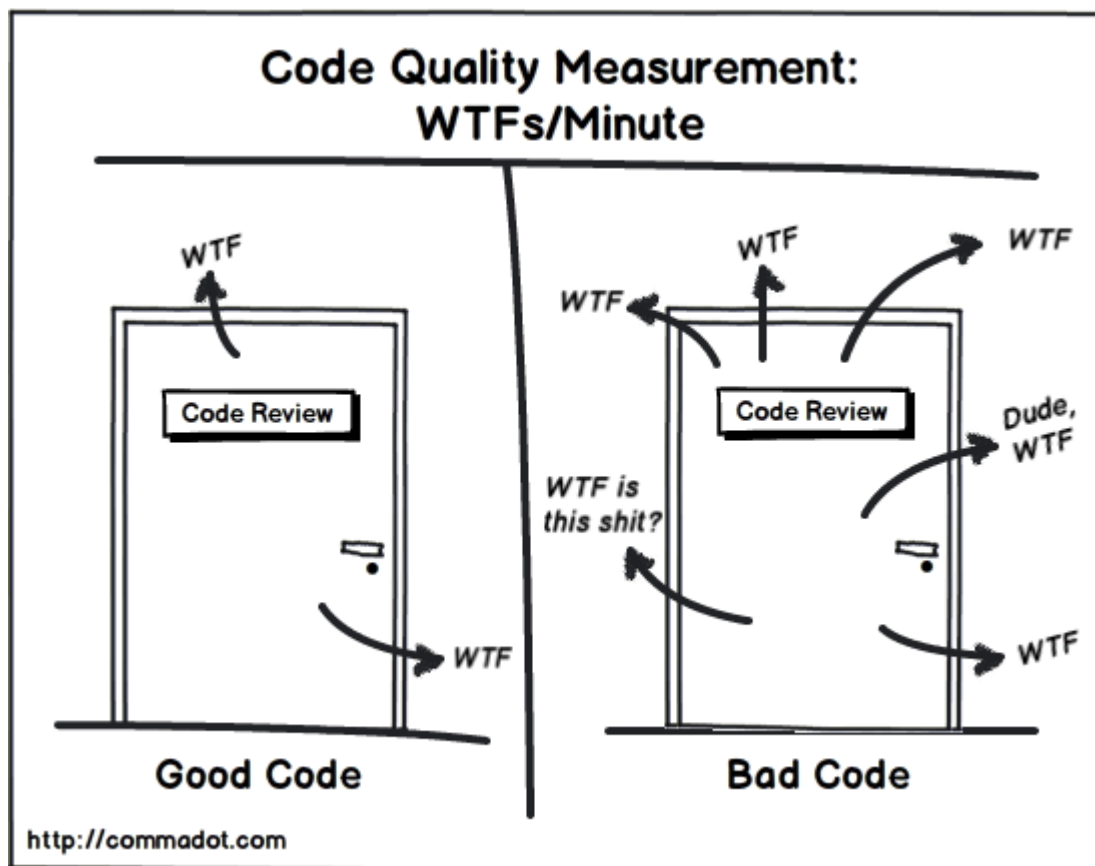 Code Quality Measurement:
WTFs/Minute
WTF
Code Review
WTF
Good Code
WTF
WTF
WTF
Code Review
Dude,
WTF
WTF is
this shit?
WTF
Bad Code
http://commadot.com